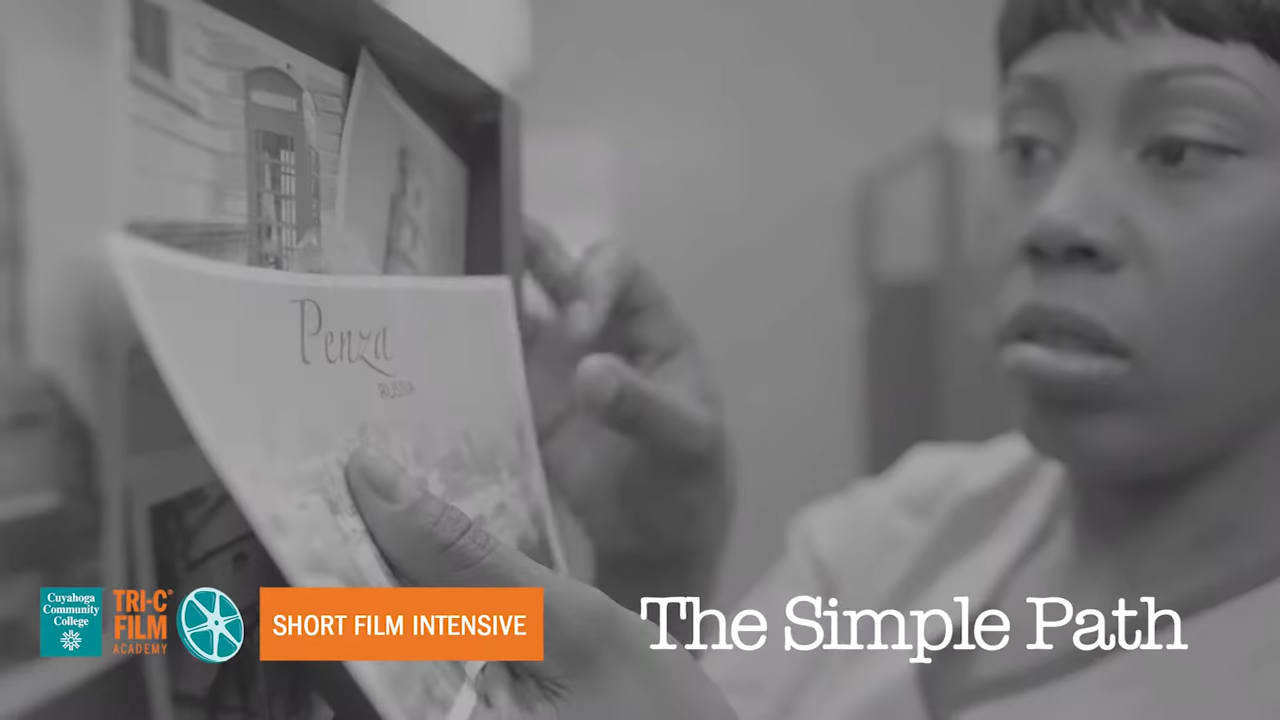 Penza
RUSSIA
Cuyahoga
Community
College
TRI-C®
FILM
ACADEMY
SHORT FILM INTENSIVE
The Simple Path